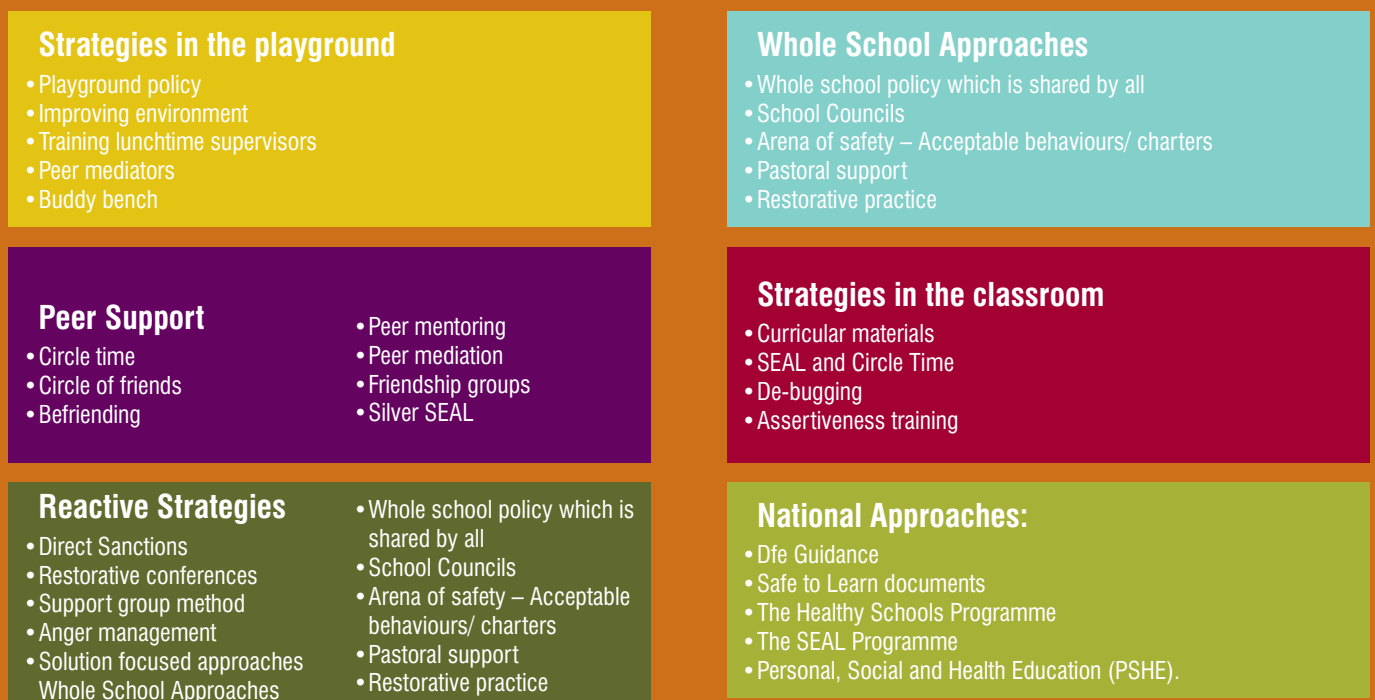 Strategies in the playground
• Playground policy
• Improving environment
• Training lunchtime supervisors
• Peer mediators
• Buddy bench
Whole School Approaches
• Whole school policy which is shared by all
• School Councils
• Arena of safety – Acceptable behaviours/ charters
• Pastoral support
• Restorative practice
Peer Support
• Circle time
• Circle of friends
• Befriending
• Peer mentoring
• Peer mediation
• Friendship groups
• Silver SEAL
Strategies in the classroom
• Curricular materials
• SEAL and Circle Time
• De-bugging
• Assertiveness training
Reactive Strategies
• Direct Sanctions
• Restorative conferences
• Support group method
• Anger management
• Solution focused approaches
Whole School Approaches
• Whole school policy which is
shared by all
• School Councils
• Arena of safety – Acceptable
behaviours/ charters
• Pastoral support
• Restorative practice
National Approaches:
• Dfe Guidance
• Safe to Learn documents
• The Healthy Schools Programme
• The SEAL Programme
• Personal, Social and Health Education (PSHE).